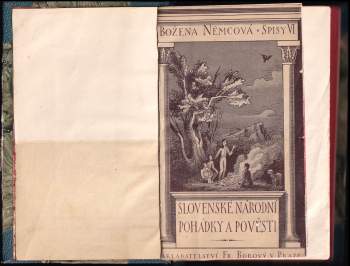 BOŽENA NĚMCOVÁ • SPISY VI
SLOVENSKÉ NÁRODNÍ
POHÁDKY A POVĚSTI
NAKLADATELSTVÍ FR. BOROVÝ V PRAZE